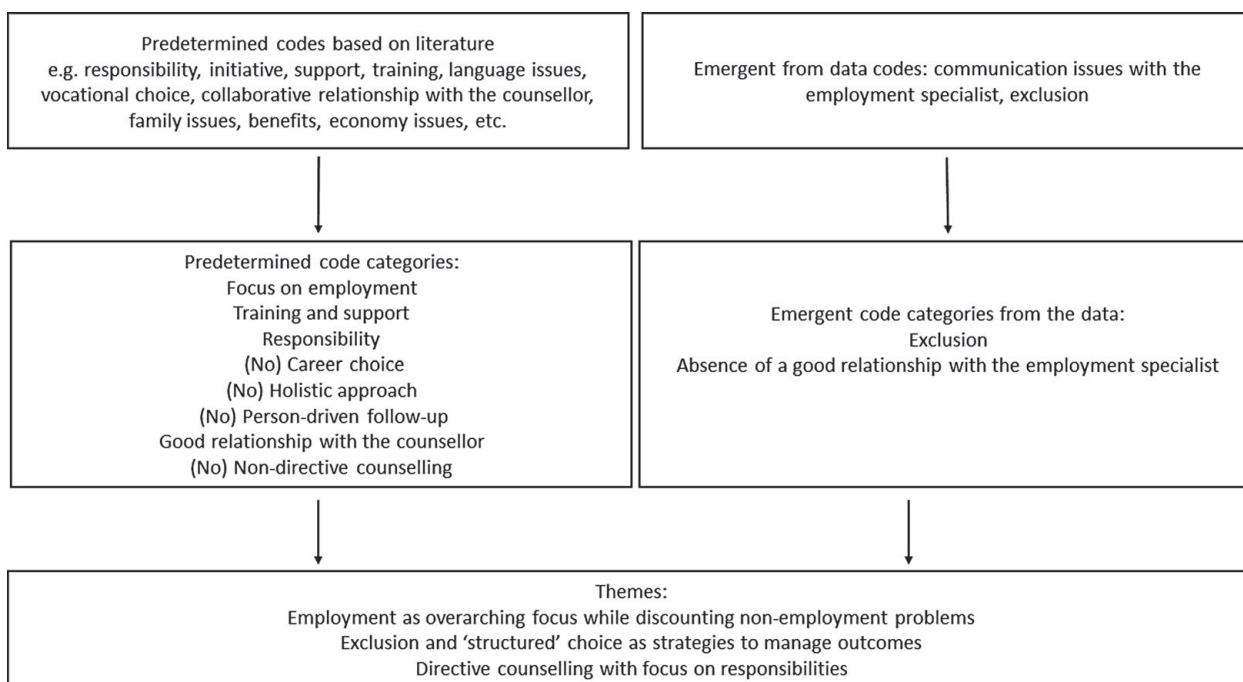 Predetermined codes based on literature
e.g. responsibility, initiative, support, training, language issues,
vocational choice, collaborative relationship with the counsellor,
family issues, benefits, economy issues, etc.
Emergent from data codes: communication issues with the
employment specialist, exclusion
Predetermined code categories:
Focus on employment
Training and support
Responsibility
(No) Career choice
(No) Holistic approach
(No) Person-driven follow-up
Good relationship with the counsellor
(No) Non-directive counselling
Emergent code categories from the data:
Exclusion
Absence of a good relationship with the employment specialist
Themes:
Employment as overarching focus while discounting non-employment problems
Exclusion and ‘structured’ choice as strategies to manage outcomes
Directive counselling with focus on responsibilities